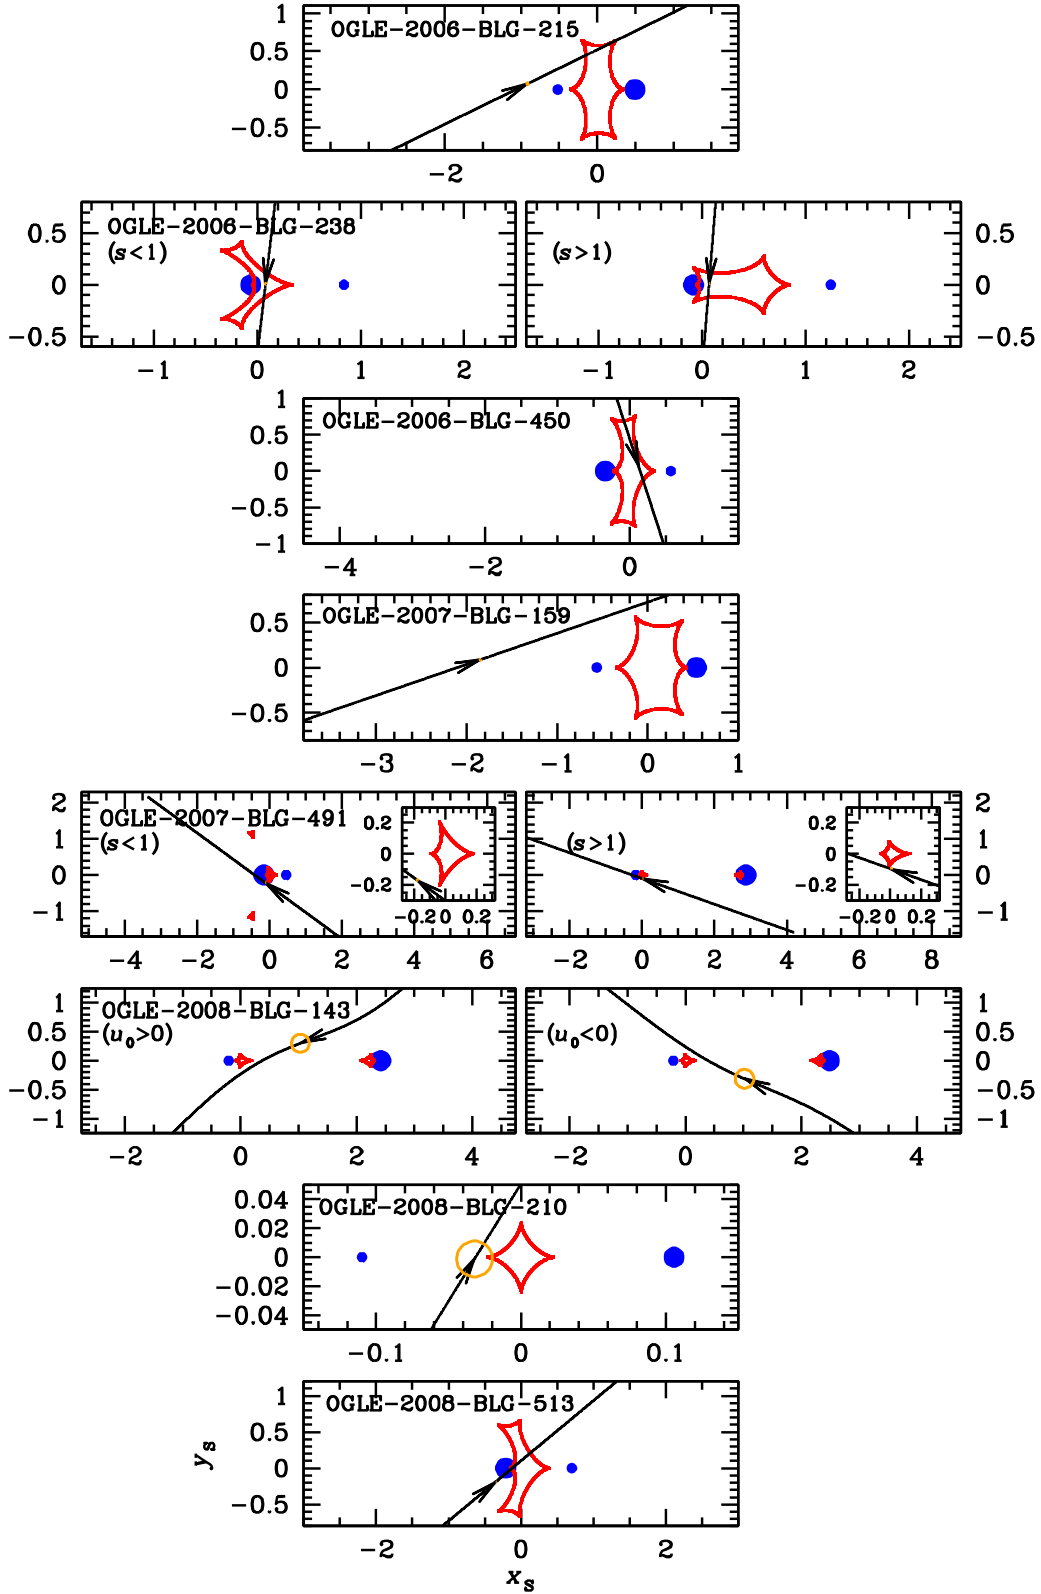 OGLE−2006−BLG−215
1
0.5
0
−0.5
−2 0
OGLE−2006−BLG−238
(s<1)
(s>1)
0.5
0
−0.5
0.5
0
−0.5
−1 0 1 2
−1 0 1 2
OGLE−2006−BLG−450
1
0.5
0
−0.5
−1
−4 −2 0
OGLE−2007−BLG−159
0.5
0
−0.5
−3 −2 −1 0 1
OGLE−2007−BLG−491
(s<1)
(s>1)
2
1
0
−1
2
1
0
−1
0.2
0
−0.2
−0.2 0 0.2
0.2
0
−0.2
−0.2 0 0.2
−4 −2 0 2 4 6
−2 0 2 4 6 8
OGLE−2008−BLG−143
(u0>0)
(u0<0)
1
0.5
0
−0.5
−1
1
0.5
0
−0.5
−1
−2 0 2 4
−2 0 2 4
OGLE−2008−BLG−210
0.04
0.02
0
−0.02
−0.04
−0.1 0 0.1
OGLE−2008−BLG−513
1
0.5
0
−0.5
−2 0 2
ys
xs